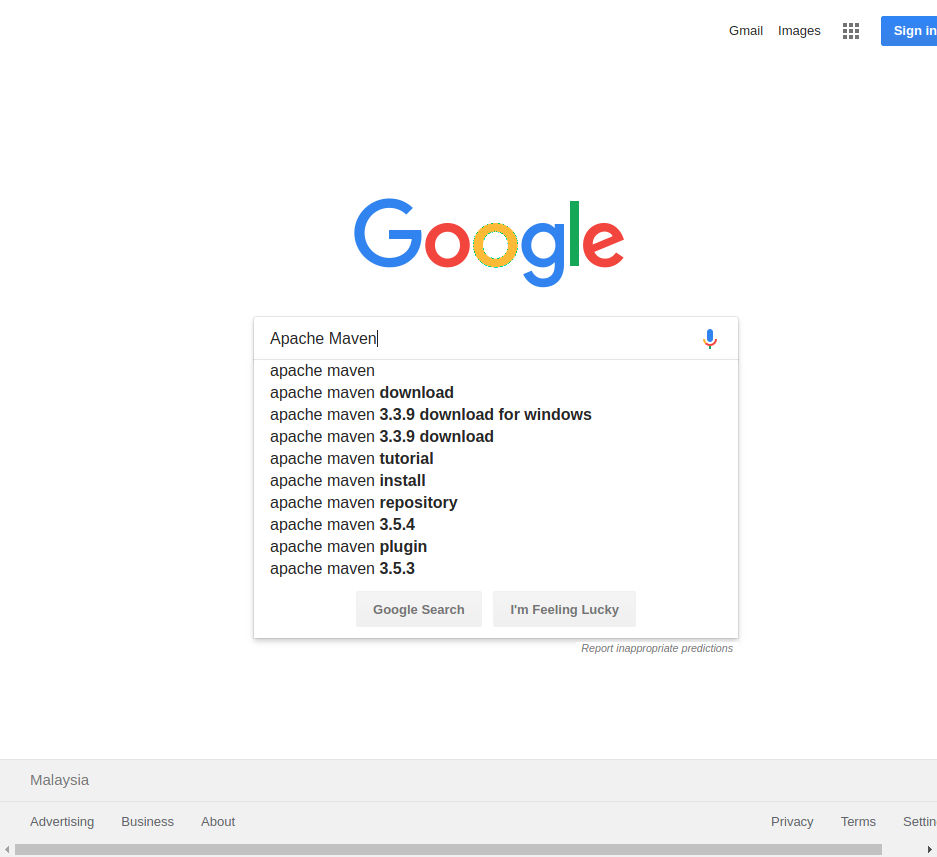 Gmail Images Sign in
Google
Apache Maven
apache maven
apache maven download
apache maven 3.3.9 download for windows
apache maven 3.3.9 download
apache maven tutorial
apache maven install
apache maven repository
apache maven 3.5.4
apache maven plugin
apache maven 3.5.3
Google Search I'm Feeling Lucky
Report inappropriate predictions
Malaysia
Advertising Business About Privacy Terms Settin